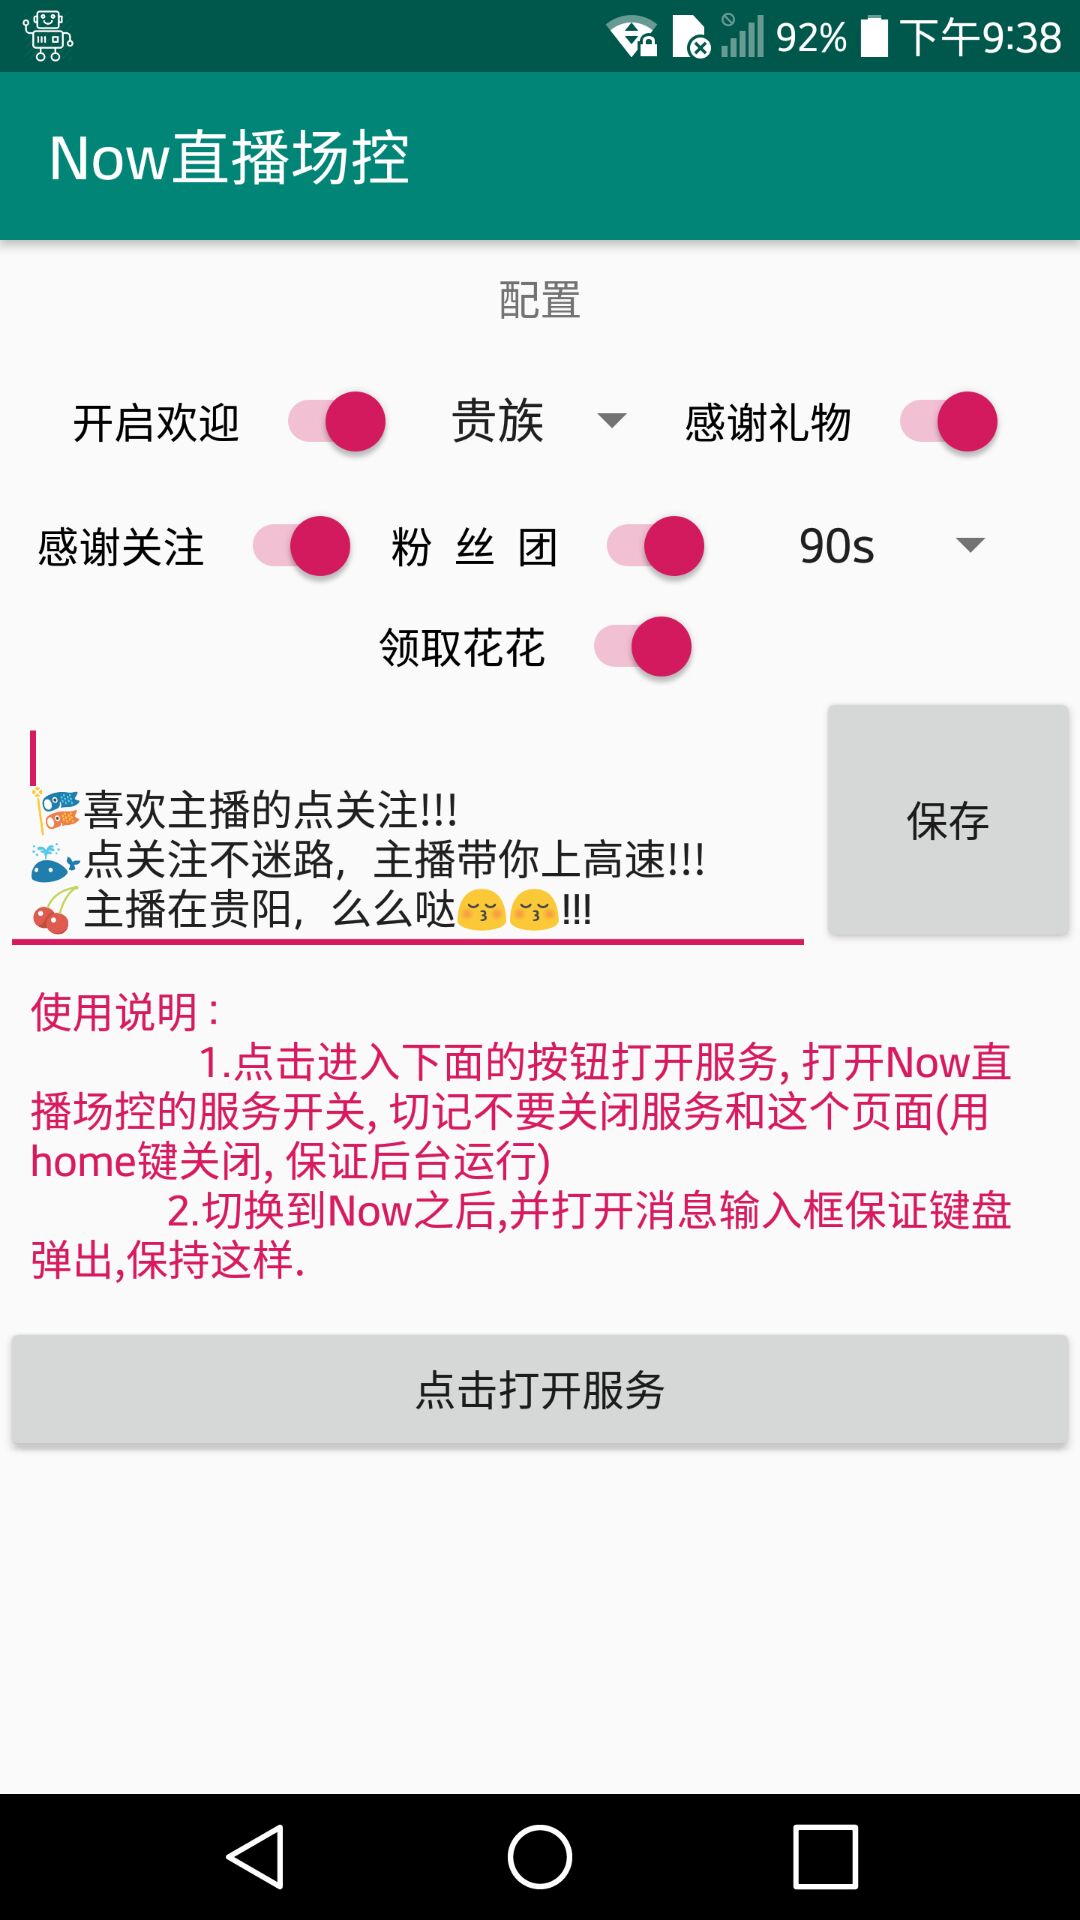 92% 下午9:38
Now直播场控
配置
开启欢迎 贵族 感谢礼物
感谢关注 粉 丝 团 90s
领取花花
🎏喜欢主播的点关注!!!
🐳点关注不迷路，主播带你上高速!!!
🍒主播在贵阳，么么哒😚😚!!!
保存
使用说明 :
1.点击进入下面的按钮打开服务, 打开Now直
播场控的服务开关, 切记不要关闭服务和这个页面(用
home键关闭, 保证后台运行)
2.切换到Now之后,并打开消息输入框保证键盘
弹出,保持这样.
点击打开服务